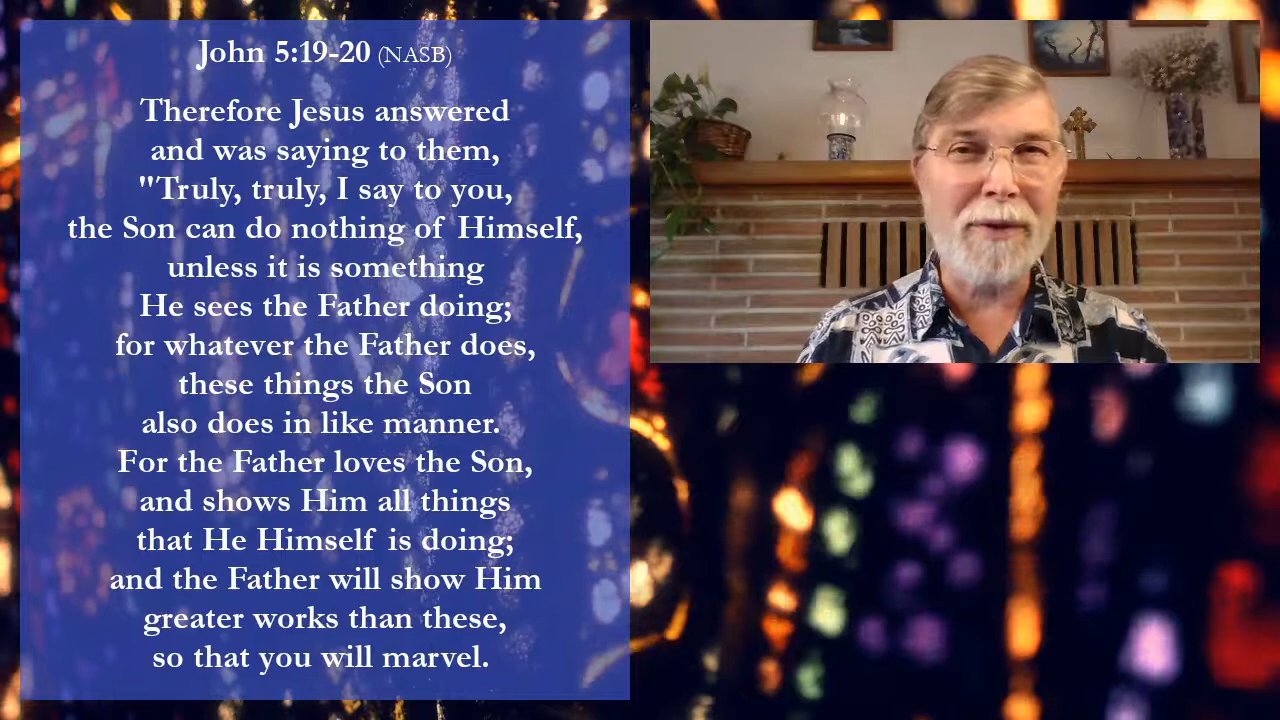 John 5:19-20 (NASB)
Therefore Jesus answered
and was saying to them,
"Truly, truly, I say to you,
the Son can do nothing of Himself,
unless it is something
He sees the Father doing;
for whatever the Father does,
these things the Son
also does in like manner.
For the Father loves the Son,
and shows Him all things
that He Himself is doing;
and the Father will show Him
greater works than these,
so that you will marvel.